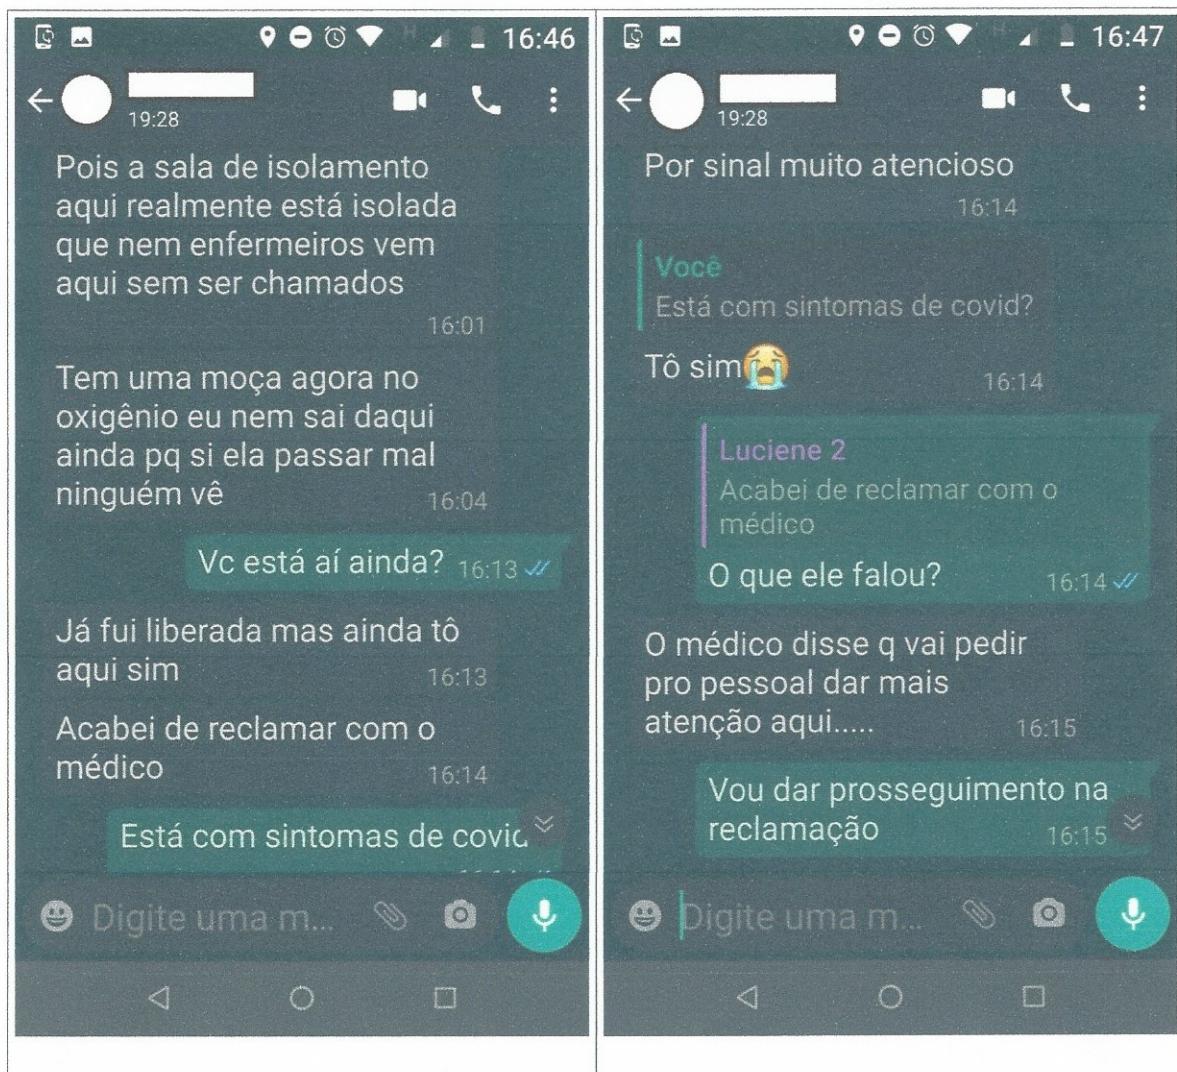 16:46
19:28
Pois a sala de isolamento
aqui realmente está isolada
que nem enfermeiros vem
aqui sem ser chamados
16:01
Tem uma moça agora no
oxigênio eu nem sai daqui
ainda pq si ela passar mal
ninguém vê
16:04
Vc está aí ainda? 16:13
Já fui liberada mas ainda tô
aqui sim
16:13
Acabei de reclamar com o
médico
16:14
Está com sintomas de covid
Digite uma m...
H 16:47
19:28
Por sinal muito atencioso
16:14
Você
Está com sintomas de covid?
Tô sim😭 16:14
Luciene 2
Acabei de reclamar com o
médico
O que ele falou? 16:14
O médico disse q vai pedir
pro pessoal dar mais
atenção aqui.....
16:15
Vou dar prosseguimento na
reclamação 16:15
Digite uma m...